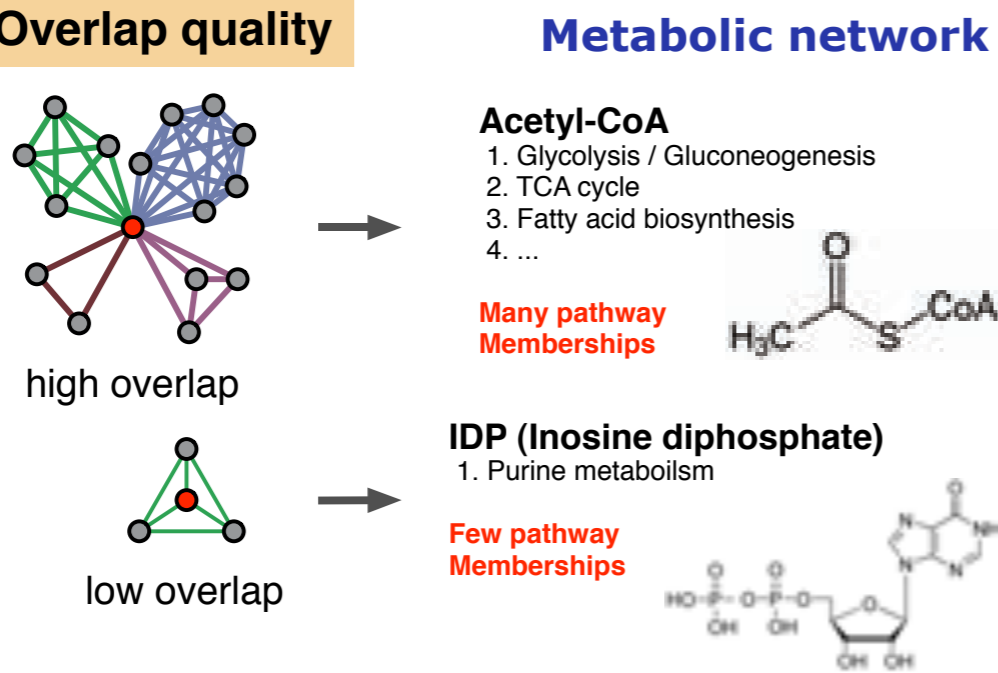 Overlap quality
Metabolic network
Acetyl-CoA
1. Glycolysis / Gluconeogenesis
2. TCA cycle
3. Fatty acid biosynthesis
4. ...
Many pathway
Memberships
O
H₃C
S
CoA
high overlap
IDP (Inosine diphosphate)
1. Purine metaboilsm
Few pathway
Memberships
low overlap
O
N
NH
N
N
O
O
HO
P
O
P
O
O
OH
OH
OH
OH